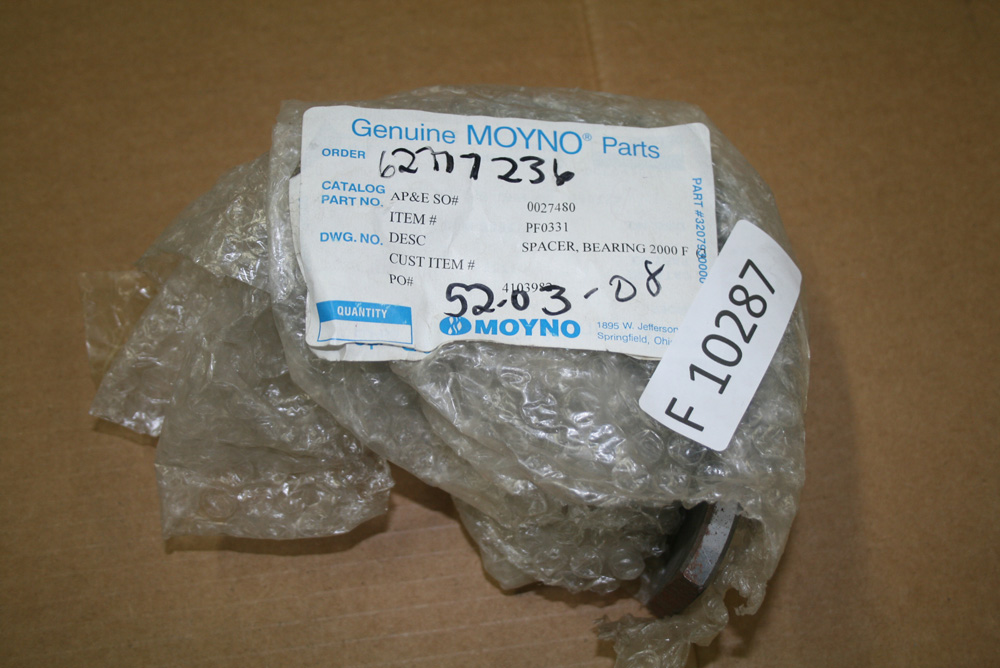 Genuine MOYNO® Parts
ORDER 62777236
CATALOG
PART NO.
AP&E SO# 0027480
ITEM # PF0331
DWG. NO. DESC SPACER, BEARING 2000 F
CUST ITEM #
PO#
52-03-08
QUANTITY
MOYNO
1895 W. Jefferson
Springfield,
F 10287